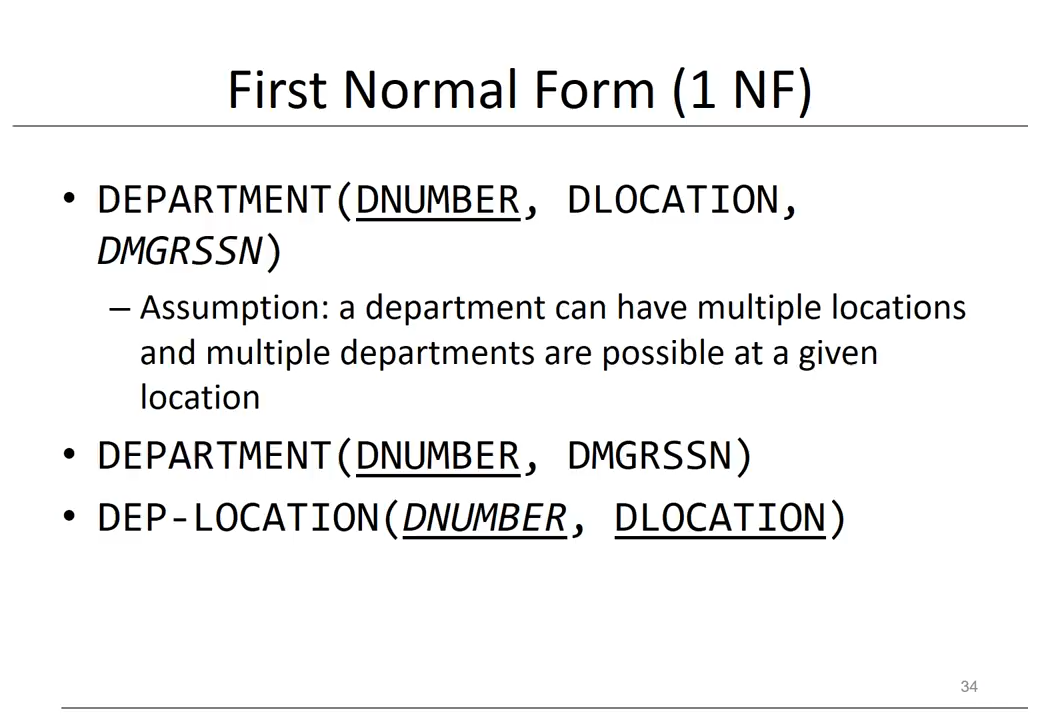 First Normal Form (1 NF)
• DEPARTMENT(DNUMBER, DLOCATION,
DMGRSSN)
– Assumption: a department can have multiple locations
and multiple departments are possible at a given
location
• DEPARTMENT(DNUMBER, DMGRSSN)
• DEP-LOCATION(DNUMBER, DLOCATION)
34